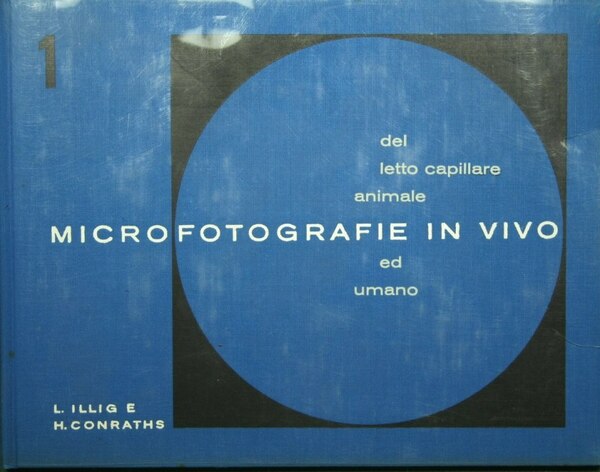 1
del
letto capillare
animale
MICROFOTOGRAFIE IN VIVO
ed
umano
L. ILLIG E
H. CONRATHS